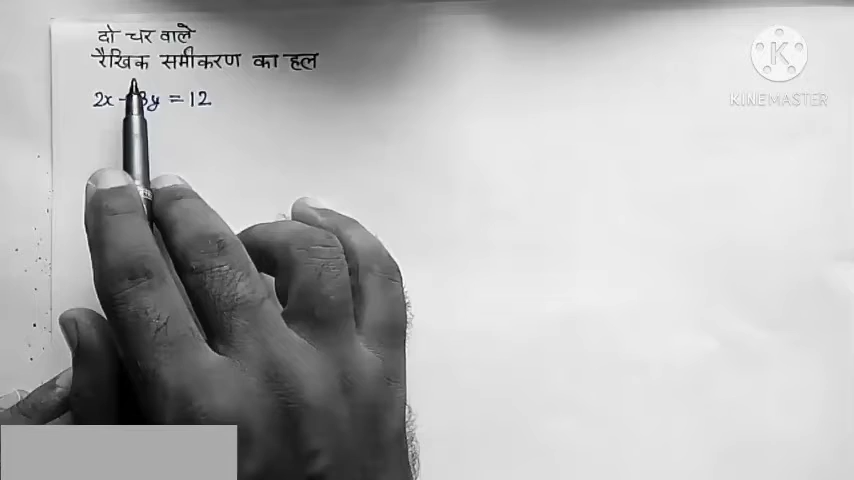 दो चर वाले
रैखिक समीकरण का हल
2x 3y = 12
K
KINEMASTER